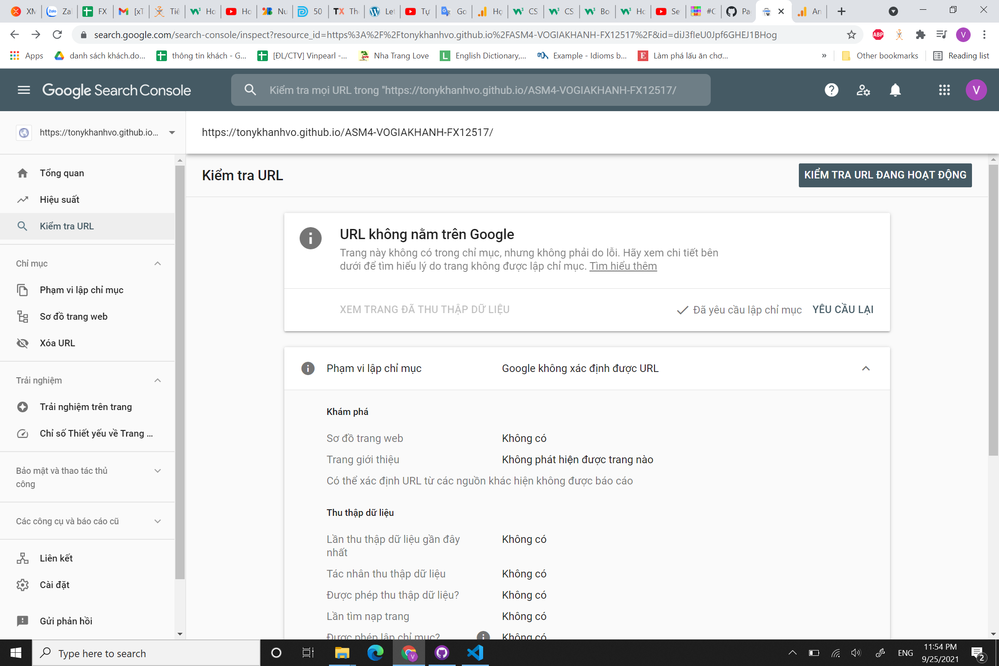 XM
Zal
FX
[xT
Tiê
Ho
Ho
Nu
50
Th
Let
Tự
Go
Họ
CS
CS
Bo
Ho
Se
#C
Pa
An
search.google.com/search-console/inspect?resource_id=https%3A%2F%2Ftonykhanhvo.github.io%2FASM4-VOGIAKHANH-FX12517%2F&id=diJ3fIeU0Jpf6GHEJ1BHog
ABP
V
Apps
danh sách khách.do...
thông tin khách - G...
[ĐL/CTV] Vinpearl -...
Nha Trang Love
English Dictionary,...
Example - Idioms b...
Làm phá lấu ăn chơ...
»
Other bookmarks
Reading list
Google Search Console
Kiểm tra mọi URL trong "https://tonykhanhvo.github.io/ASM4-VOGIAKHANH-FX12517/
V
https://tonykhanhvo.github.io...
https://tonykhanhvo.github.io/ASM4-VOGIAKHANH-FX12517/
Tổng quan
Hiệu suất
Kiểm tra URL
Chỉ mục
Phạm vi lập chỉ mục
Sơ đồ trang web
Xóa URL
Trải nghiệm
Trải nghiệm trên trang
Chỉ số Thiết yếu về Trang ...
Bảo mật và thao tác thủ
công
Các công cụ và báo cáo cũ
Liên kết
Cài đặt
Gửi phản hồi
Kiểm tra URL
KIỂM TRA URL ĐANG HOẠT ĐỘNG
URL không nằm trên Google
Trang này không có trong chỉ mục, nhưng không phải do lỗi. Hãy xem chi tiết bên
dưới để tìm hiểu lý do trang không được lập chỉ mục. Tìm hiểu thêm
XEM TRANG ĐÃ THU THẬP DỮ LIỆU
Đã yêu cầu lập chỉ mục
YÊU CẦU LẠI
Phạm vi lập chỉ mục
Google không xác định được URL
Khám phá
Sơ đồ trang web
Không có
Trang giới thiệu
Không phát hiện được trang nào
Có thể xác định URL từ các nguồn khác hiện không được báo cáo
Thu thập dữ liệu
Lần thu thập dữ liệu gần đây
nhất
Không có
Tác nhân thu thập dữ liệu
Không có
Được phép thu thập dữ liệu?
Không có
Lần tìm nạp trang
Không có
Được phép lập chỉ mục?
Không có
Type here to search
ENG
11:54 PM
9/25/2021
2